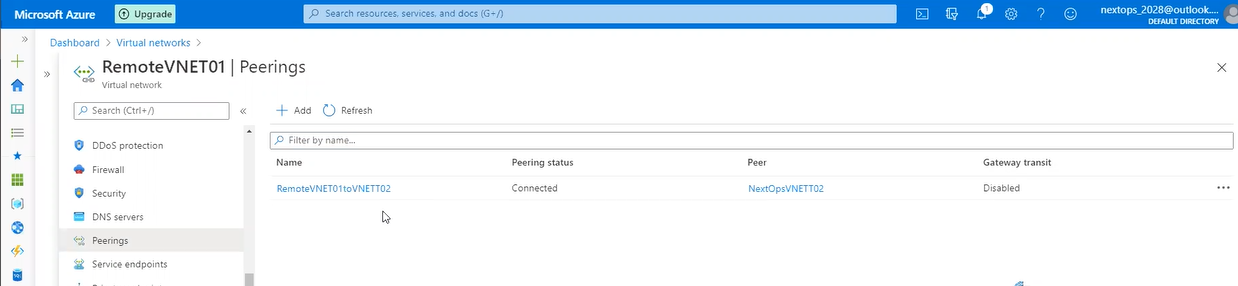 Microsoft Azure
Upgrade
Search resources, services, and docs (G+/)
1
nextops_2028@outlook....
DEFAULT DIRECTORY
Dashboard > Virtual networks >
RemoteVNET01 | Peerings
Virtual network
Search (Ctrl+/)
Add
Refresh
DDoS protection
Firewall
Security
DNS servers
Peerings
Service endpoints
Filter by name...
Name Peering status Peer Gateway transit
RemoteVNET01toVNETT02 Connected NextOpsVNETT02 Disabled